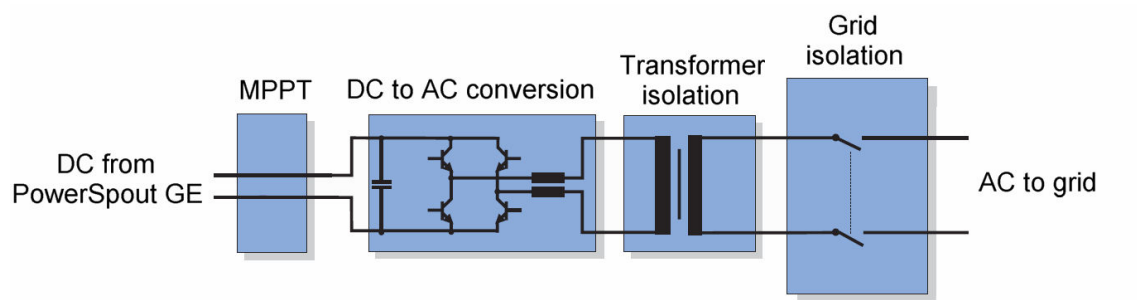 Grid
isolation
Transformer
isolation
MPPT
DC to AC conversion
DC from
PowerSpout GE
AC to grid